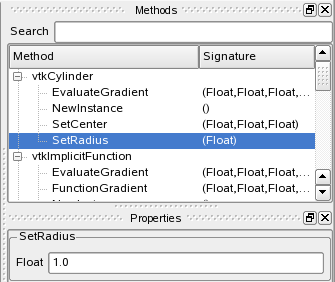 Methods
Search
Method Signature
vtkCylinder
EvaluateGradient (Float,Float,Float,...
NewInstance ()
SetCenter (Float,Float,Float)
SetRadius (Float)
vtkImplicitFunction
EvaluateGradient (Float,Float,Float,...
FunctionGradient (Float,Float,Float,...
Properties
SetRadius
Float 1.0